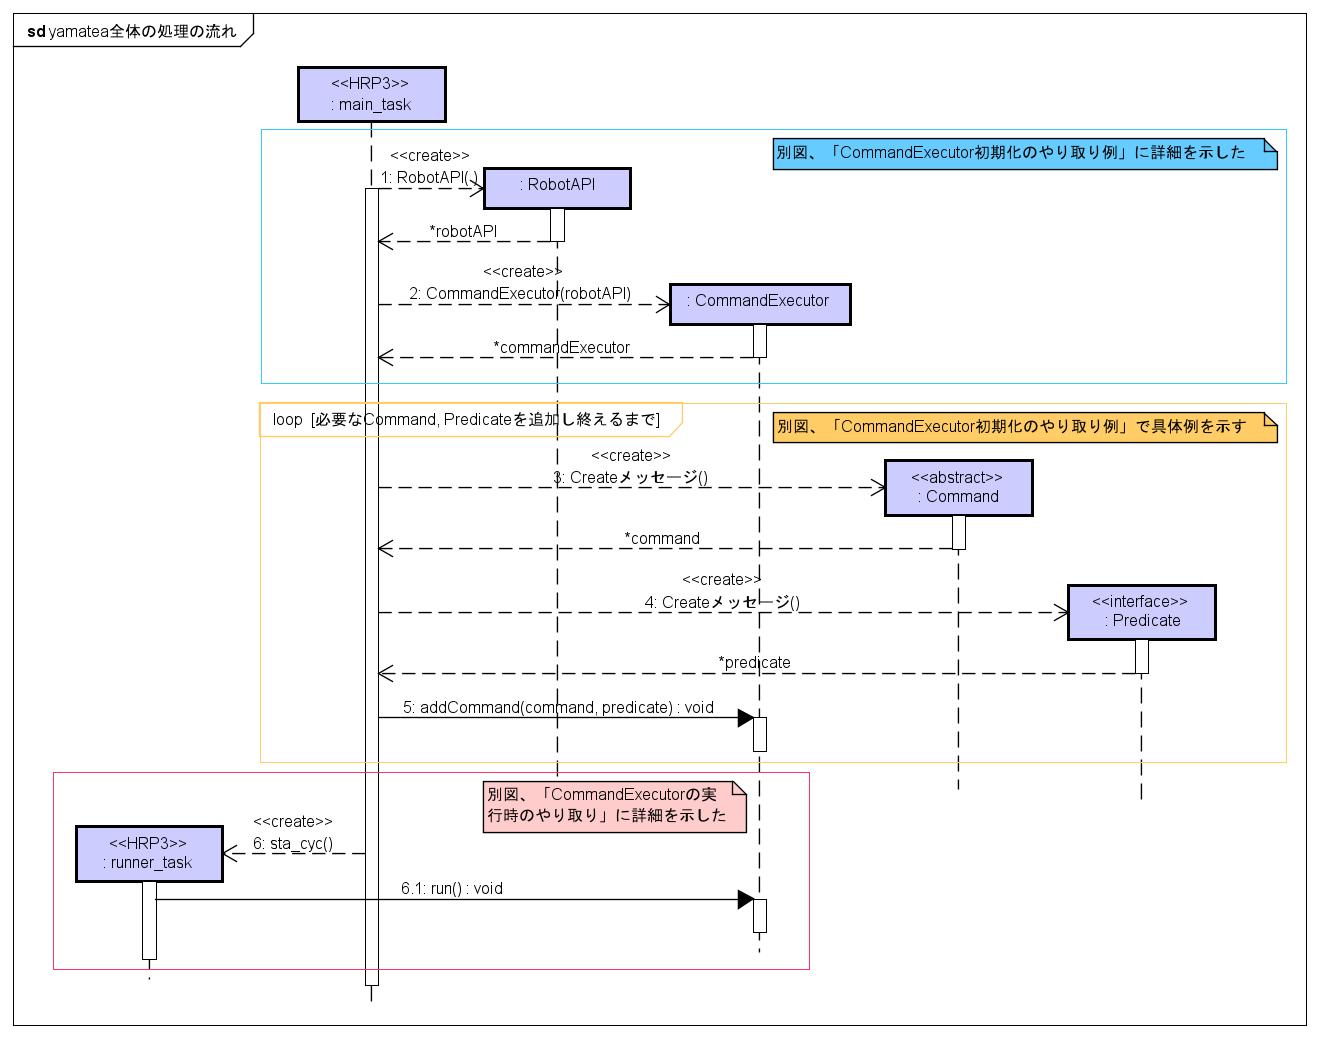 sd yamatea全体の処理の流れ
<<HRP3>>
: main_task
別図、「CommandExecutor初期化のやり取り例」に詳細を示した
<<create>>
1: RobotAPI( )
: RobotAPI
*robotAPI
<<create>>
2: CommandExecutor(robotAPI)
: CommandExecutor
*commandExecutor
loop [必要なCommand, Predicateを追加し終えるまで]
別図、「CommandExecutor初期化のやり取り例」で具体例を示す
<<create>>
3: Createメッセージ()
<<abstract>>
: Command
*command
<<create>>
4: Createメッセージ()
<<interface>>
: Predicate
*predicate
5: addCommand(command, predicate) : void
別図、「CommandExecutorの実
行時のやり取り」に詳細を示した
<<create>>
6: sta_cyc()
<<HRP3>>
: runner_task
6.1: run() : void